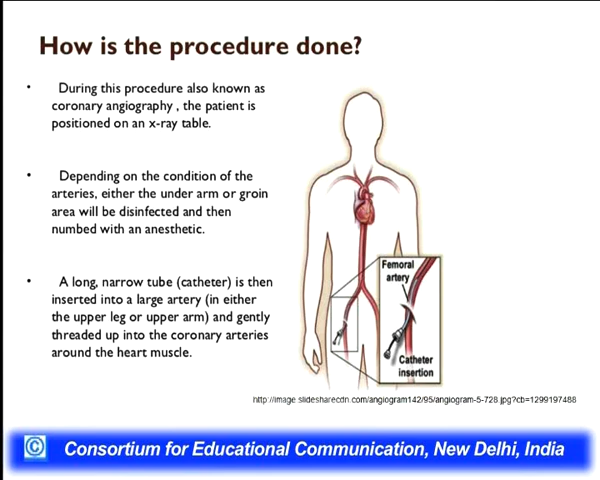 How is the procedure done?
• During this procedure also known as
coronary angiography , the patient is
positioned on an x-ray table.
• Depending on the condition of the
arteries, either the under arm or groin
area will be disinfected and then
numbed with an anesthetic.
• A long, narrow tube (catheter) is then
inserted into a large artery (in either
the upper leg or upper arm) and gently
threaded up into the coronary arteries
around the heart muscle.
Femoral
artery
Catheter
insertion
http://image.slidesharecdn.com/angiogram142/95/angiogram-5-728.jpg?cb=1299197488
© Consortium for Educational Communication, New Delhi, India